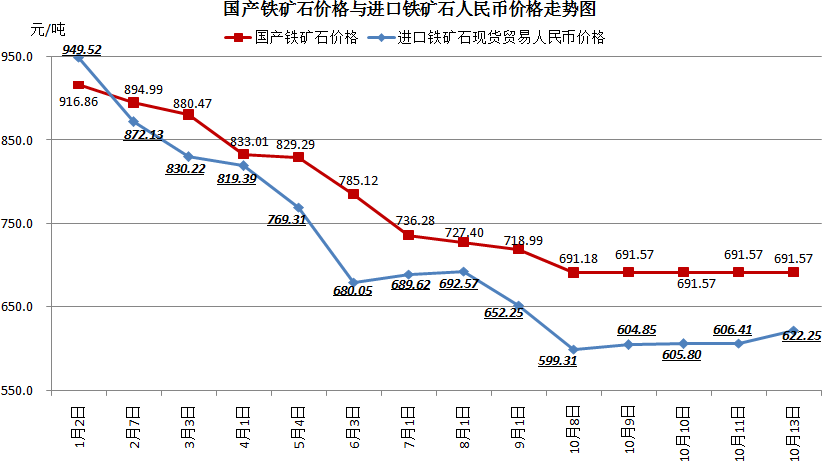 国产铁矿石价格与进口铁矿石人民币价格走势图
元/吨
国产铁矿石价格 进口铁矿石现货贸易人民币价格
950.0
850.0
750.0
650.0
550.0
916.86
894.99
880.47
833.01
829.29
785.12
736.28
727.40
718.99
691.18
691.57
691.57
691.57
691.57
949.52
872.13
830.22
819.39
769.31
680.05
689.62
692.57
652.25
599.31
604.85
605.80
606.41
622.25
1月2日
2月7日
3月3日
4月1日
5月4日
6月3日
7月1日
8月1日
9月1日
10月8日
10月9日
10月10日
10月11日
10月13日